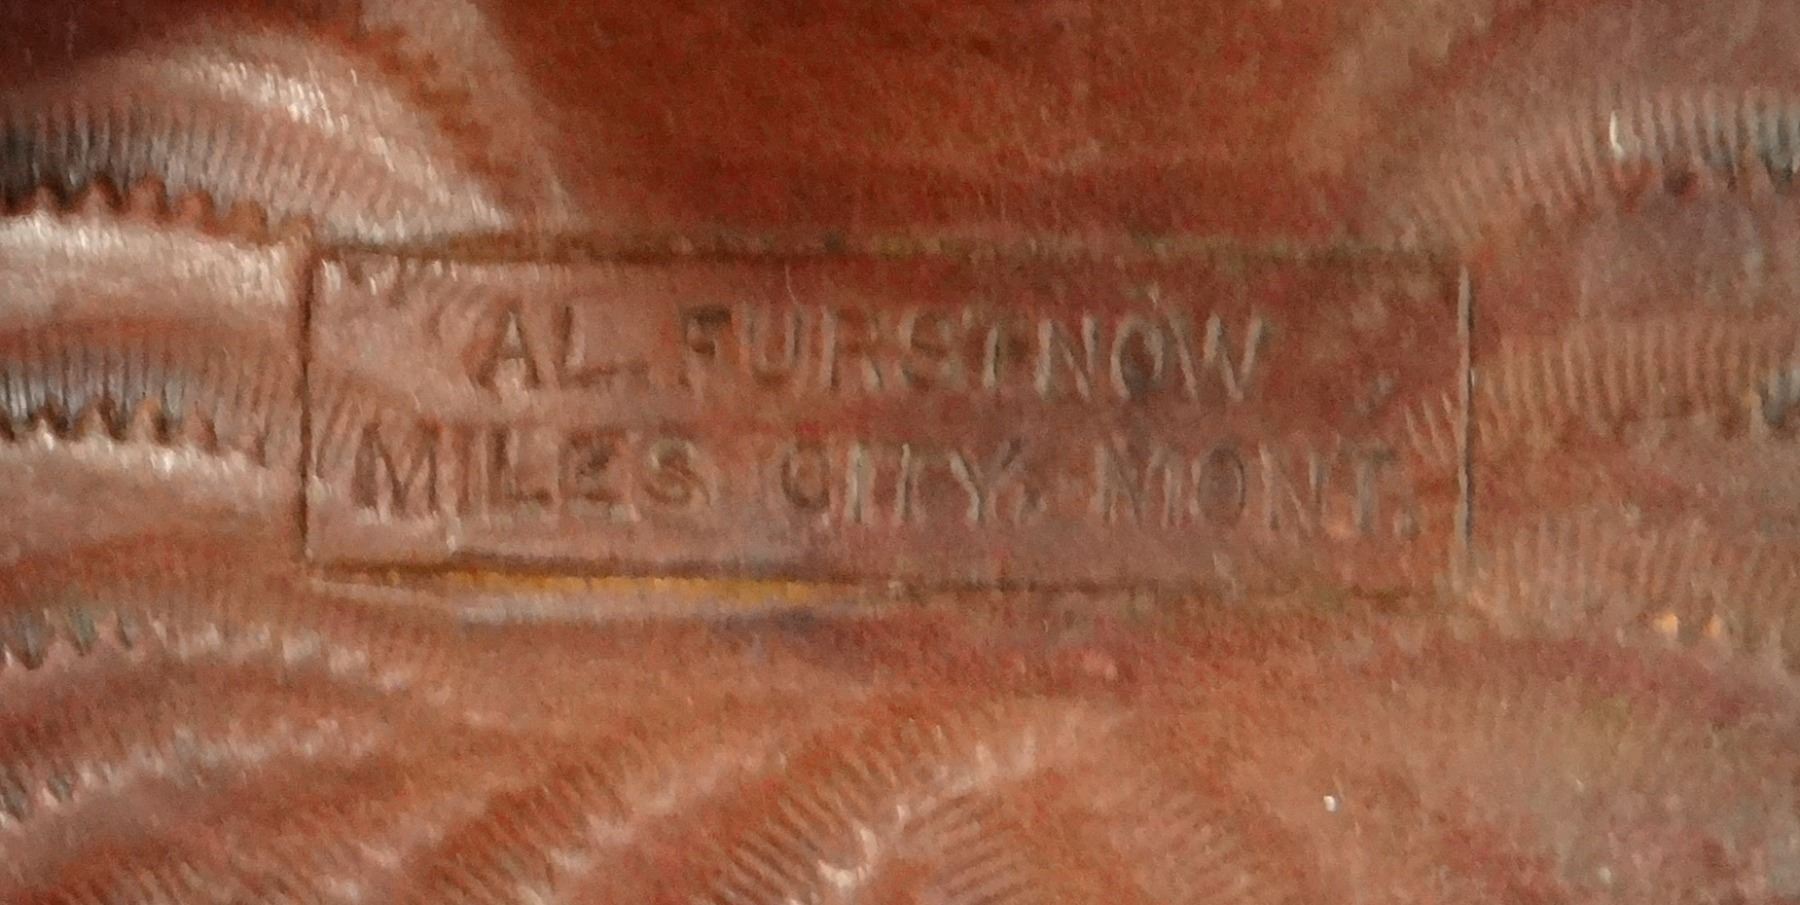 AL. FURSTNOW
MILES CITY, MONT.